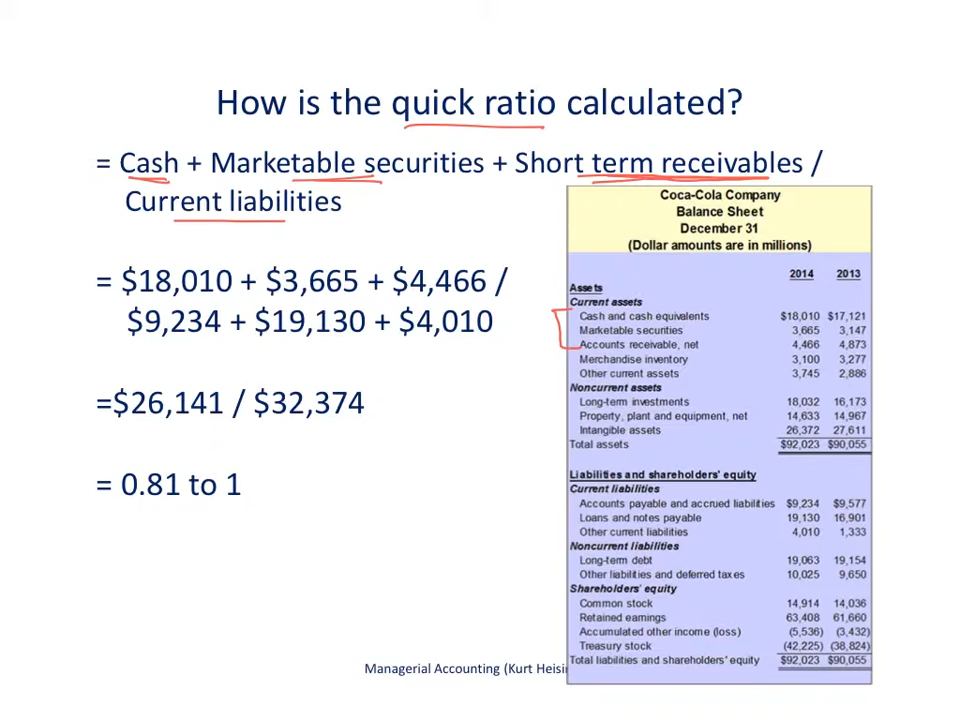 How is the quick ratio calculated?
= Cash + Marketable securities + Short term receivables /
Current liabilities
= $18,010 + $3,665 + $4,466 /
$9,234 + $19,130 + $4,010
=$26,141 / $32,374
= 0.81 to 1
Coca-Cola Company
Balance Sheet
December 31
(Dollar amounts are in millions)
2014 2013
Assets
Current assets
Cash and cash equivalents $18,010 $17,121
Marketable securities 3,665 3,147
Accounts receivable, net 4,466 4,873
Merchandise inventory 3,100 3,277
Other current assets 3,745 2,886
Noncurrent assets
Long-term investments 18,032 16,173
Property, plant and equipment, net 14,633 14,967
Intangible assets 26,372 27,611
Total assets $92,023 $90,055
Liabilities and shareholders' equity
Current liabilities
Accounts payable and accrued liabilities $9,234 $9,577
Loans and notes payable 19,130 16,901
Other current liabilities 4,010 1,333
Noncurrent liabilities
Long-term debt 19,063 19,154
Other liabilities and deferred taxes 10,025 9,650
Shareholders' equity
Common stock 14,914 14,036
Retained earnings 63,408 61,660
Accumulated other income (loss) (5,536) (3,432)
Treasury stock (42,225) (38,824)
Total liabilities and shareholders' equity $92,023 $90,055
Managerial Accounting (Kurt